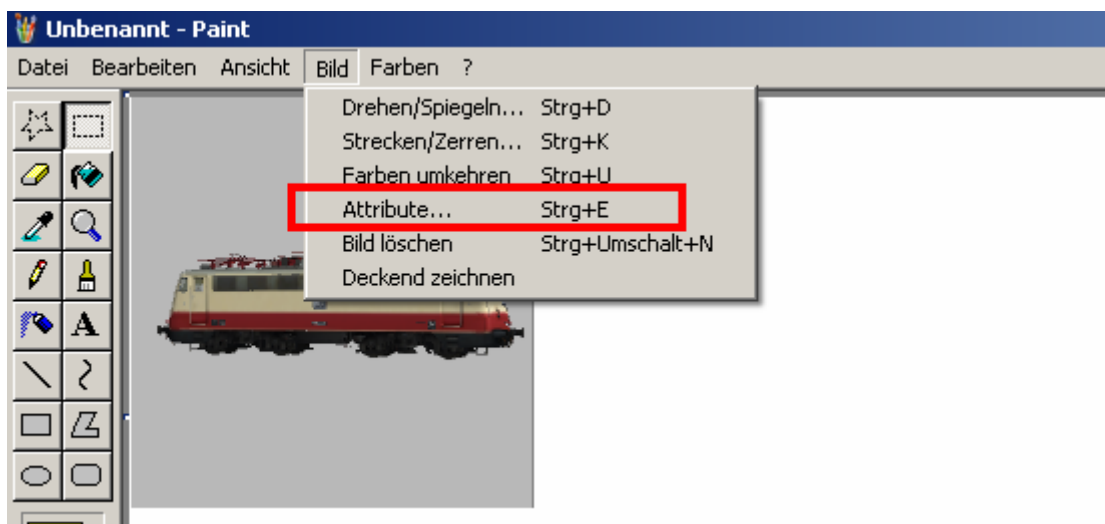 Unbenannt - Paint
Datei Bearbeiten Ansicht Bild Farben ?
Drehen/Spiegeln... Strg+D
Strecken/Zerren... Strg+K
Farben umkehren Strg+U
Attribute... Strg+E
Bild löschen Strg+Umschalt+N
Deckend zeichnen
A